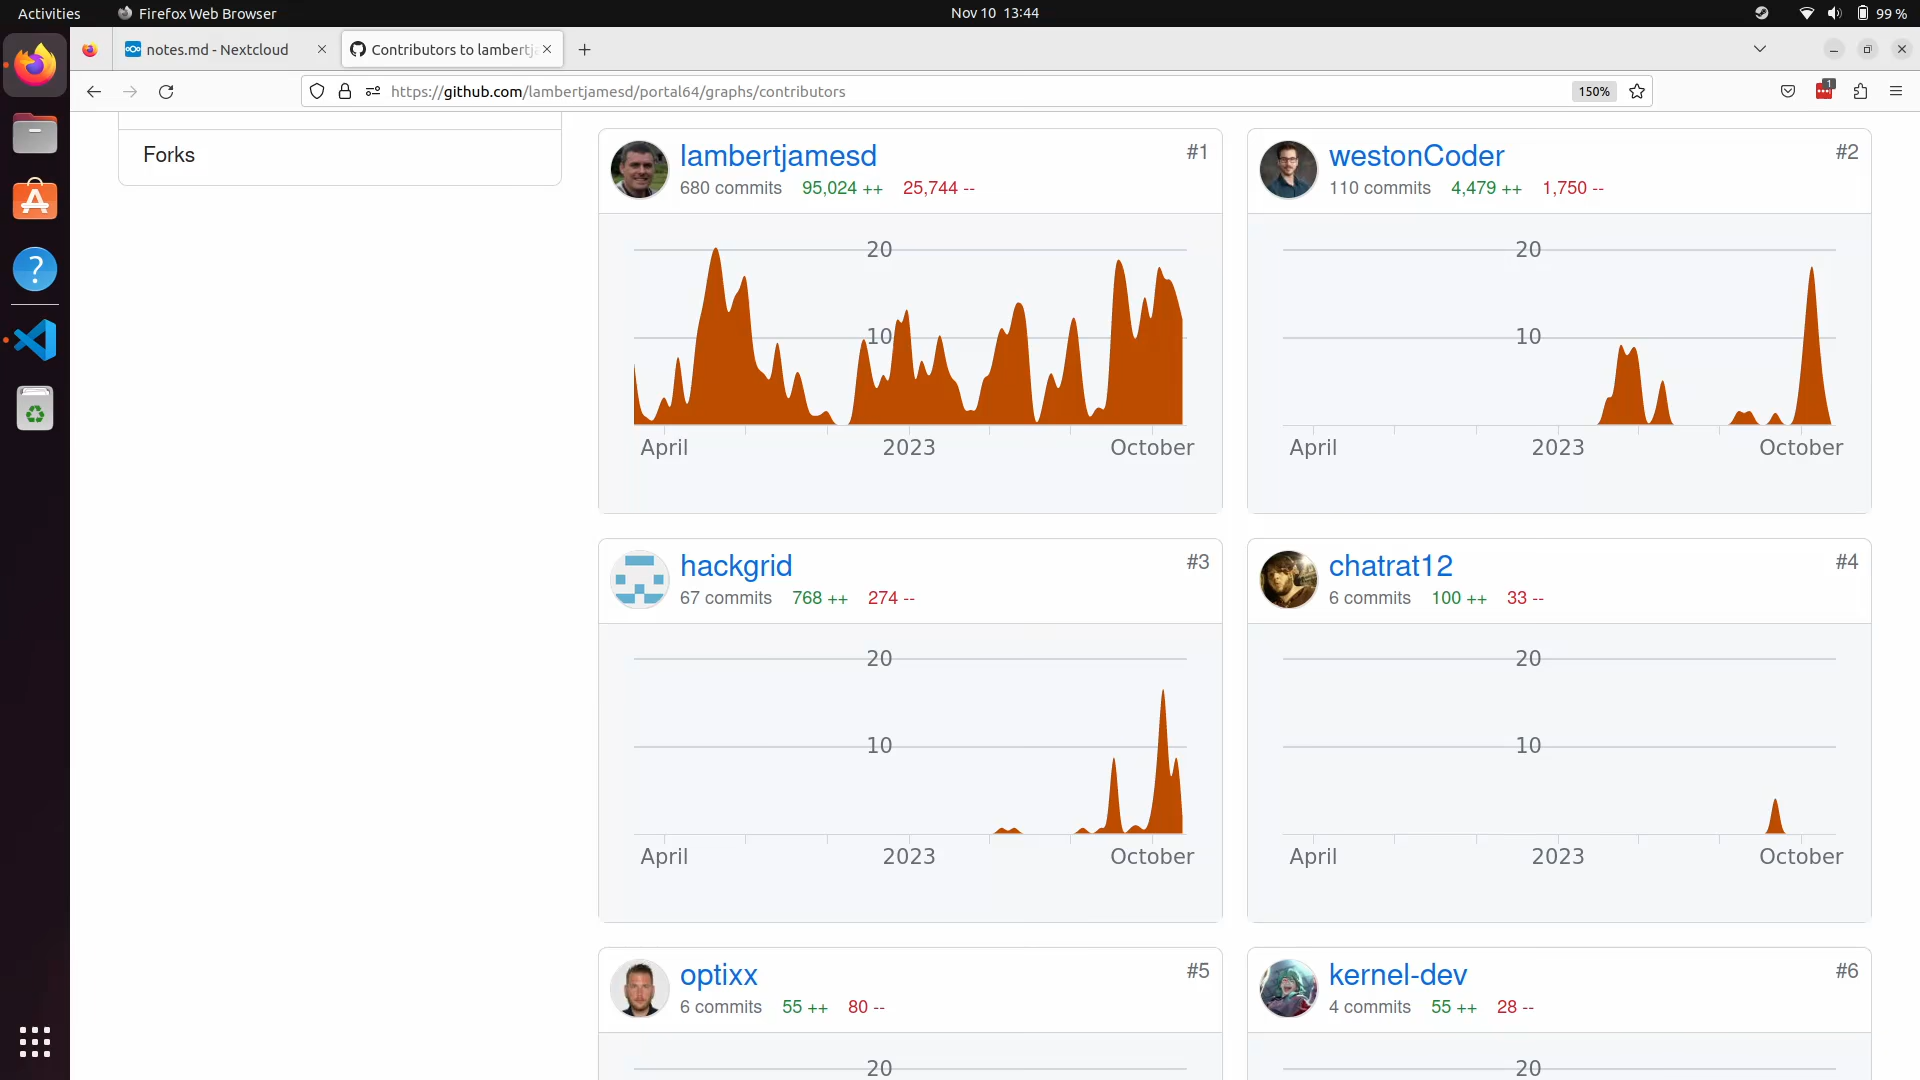 Activities
Firefox Web Browser
Nov 10 13:44
99 %
notes.md - Nextcloud
Contributors to lambertj
https://github.com/lambertjamesd/portal64/graphs/contributors
150%
1
Forks
lambertjamesd
#1
680 commits 95,024 ++ 25,744 --
20
10
April 2023 October
westonCoder
#2
110 commits 4,479 ++ 1,750 --
20
10
April 2023 October
hackgrid
#3
67 commits 768 ++ 274 --
20
10
April 2023 October
chatrat12
#4
6 commits 100 ++ 33 --
20
10
April 2023 October
optixx
#5
6 commits 55 ++ 80 --
20
kernel-dev
#6
4 commits 55 ++ 28 --
20